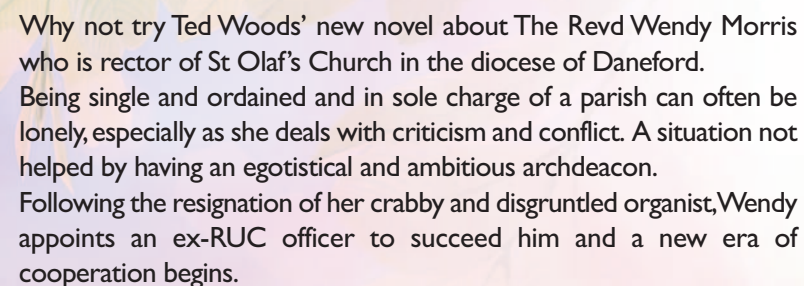 Why not try Ted Woods’ new novel about The Revd Wendy Morris
who is rector of St Olaf’s Church in the diocese of Daneford.
Being single and ordained and in sole charge of a parish can often be
lonely, especially as she deals with criticism and conflict. A situation not
helped by having an egotistical and ambitious archdeacon.
Following the resignation of her crabby and disgruntled organist, Wendy
appoints an ex-RUC officer to succeed him and a new era of
cooperation begins.